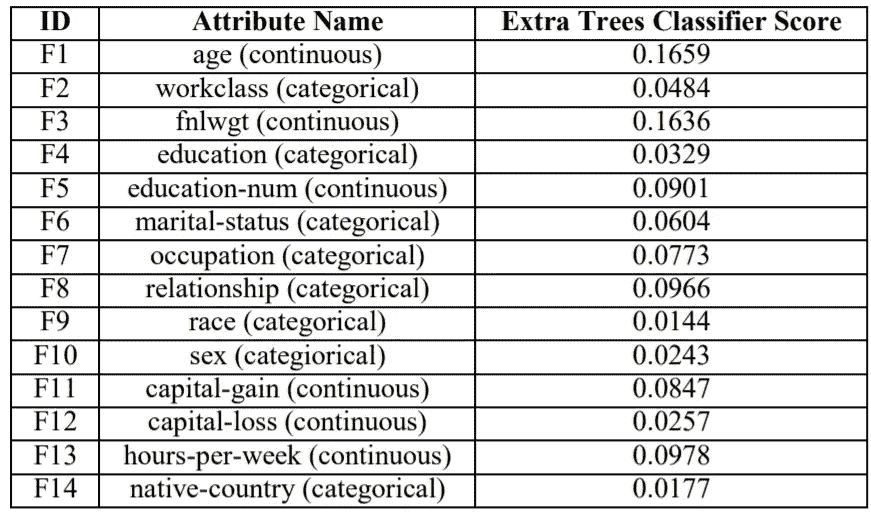 ID Attribute Name Extra Trees Classifier Score
F1 age (continuous) 0.1659
F2 workclass (categorical) 0.0484
F3 fnlwgt (continuous) 0.1636
F4 education (categorical) 0.0329
F5 education-num (continuous) 0.0901
F6 marital-status (categorical) 0.0604
F7 occupation (categorical) 0.0773
F8 relationship (categorical) 0.0966
F9 race (categorical) 0.0144
F10 sex (categiorical) 0.0243
F11 capital-gain (continuous) 0.0847
F12 capital-loss (continuous) 0.0257
F13 hours-per-week (continuous) 0.0978
F14 native-country (categorical) 0.0177